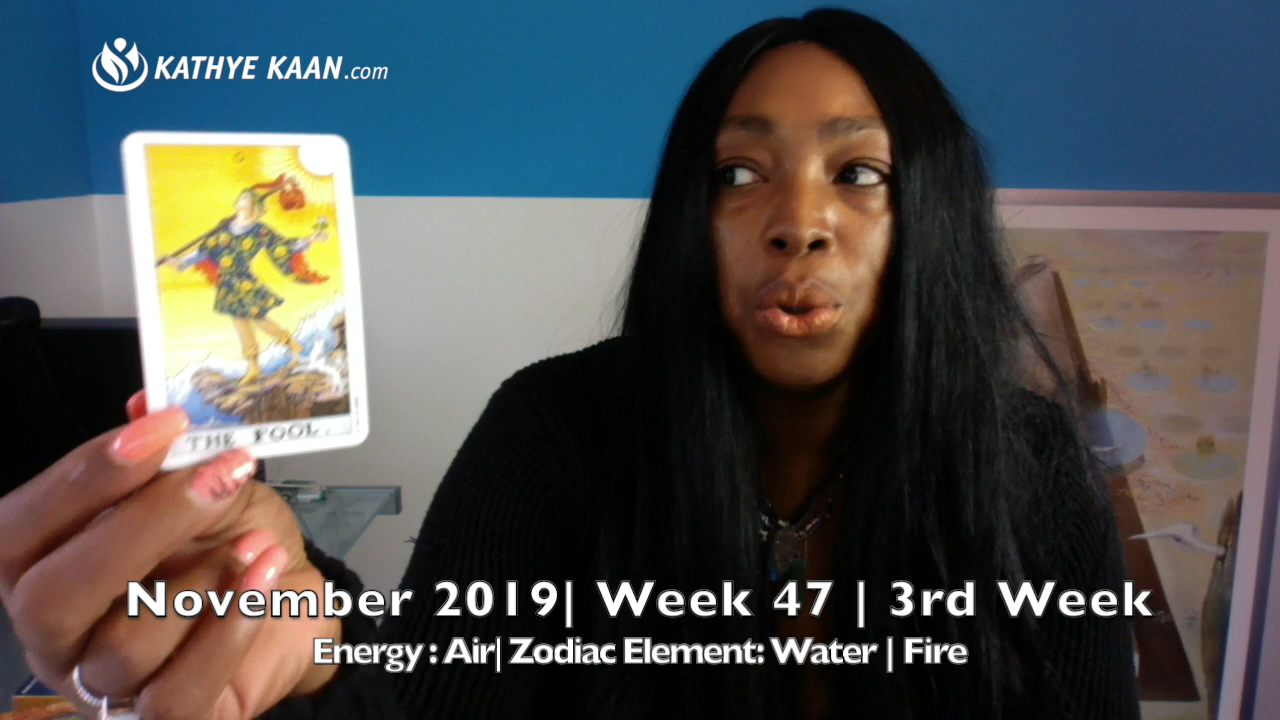 KATHYE KAAN.com
THE FOOL.
November 2019| Week 47 | 3rd Week
Energy : Air| Zodiac Element: Water | Fire